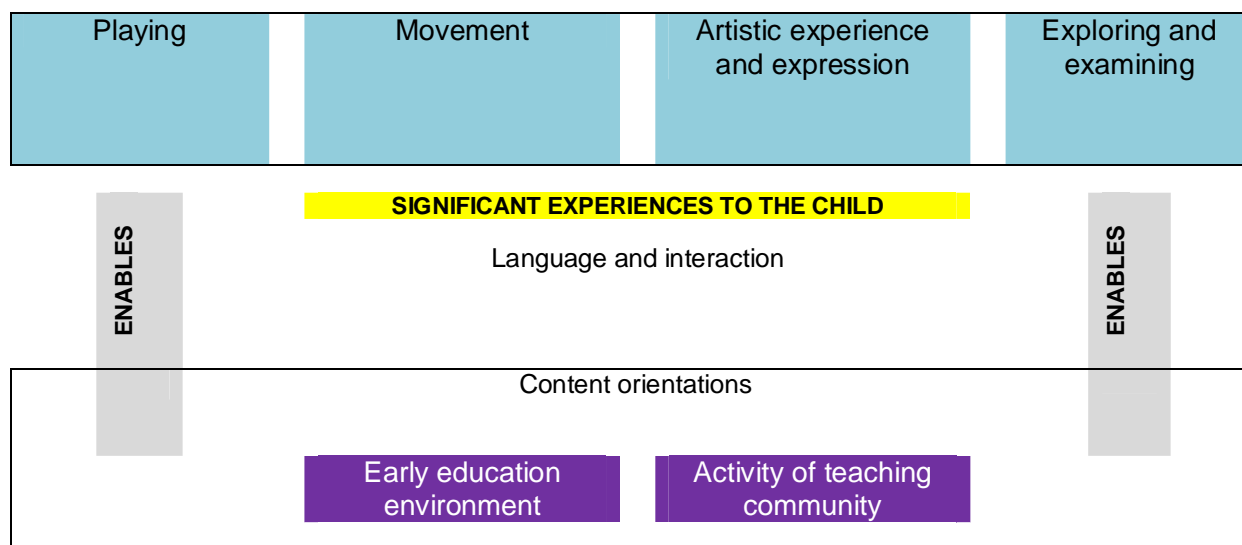 Playing
Movement
Artistic experience
and expression
Exploring and
examining
SIGNIFICANT EXPERIENCES TO THE CHILD
Language and interaction
ENABLES
ENABLES
Content orientations
Early education
environment
Activity of teaching
community